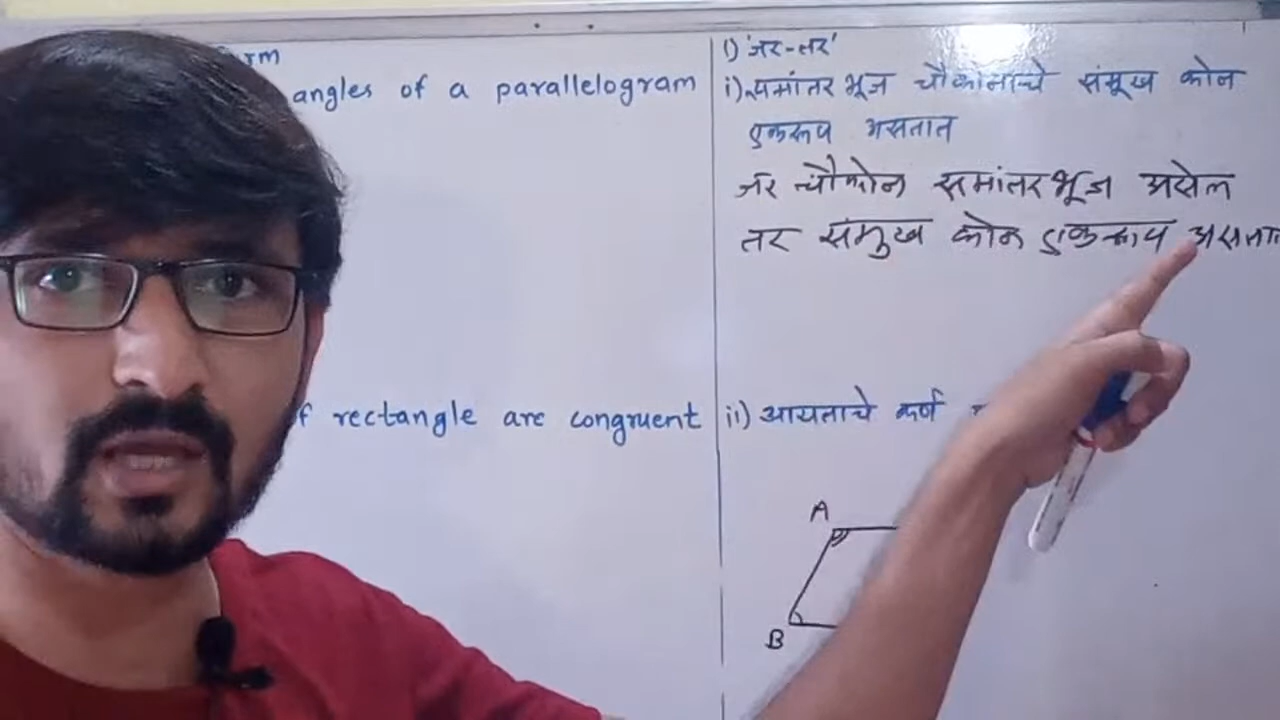 angles of a parallelogram
rectangle are congruent
1) 'जर-तर'
i) समांतर भूज चौकोनाचे संमूख कोन
एकरूप असतात
जर चौकोन समांतरभूज असेल
तर संमुख कोन एकरूप
ii) आयताचे कर्ण
A
B